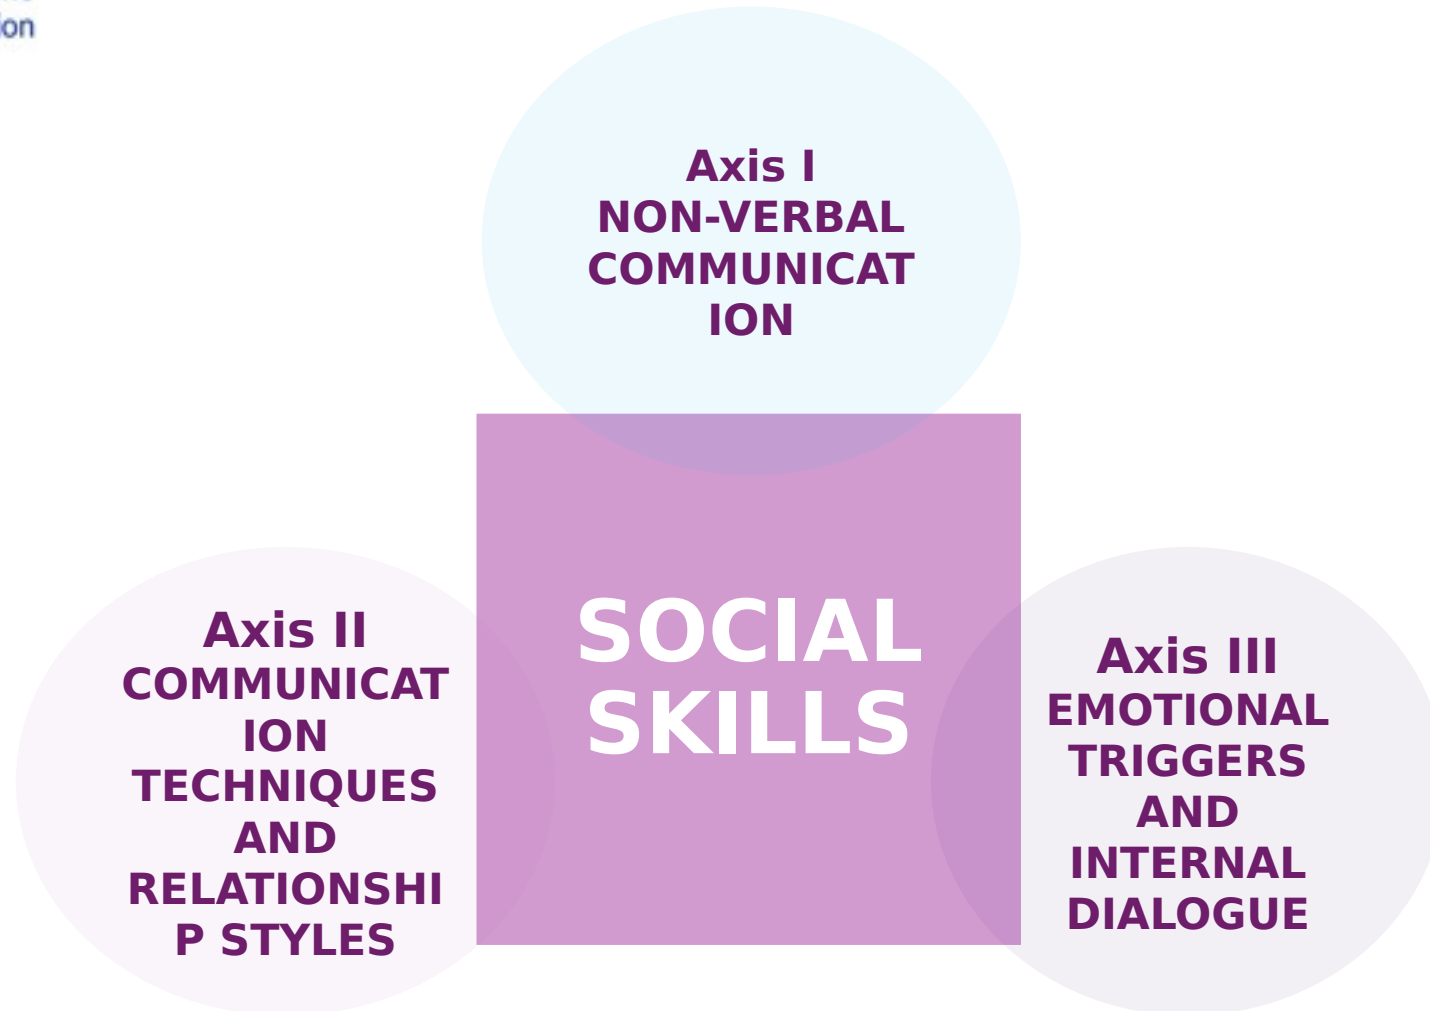 Axis I
NON-VERBAL
COMMUNICAT
ION
SOCIAL
SKILLS
Axis II
COMMUNICAT
ION
TECHNIQUES
AND
RELATIONSHI
P STYLES
Axis III
EMOTIONAL
TRIGGERS
AND
INTERNAL
DIALOGUE